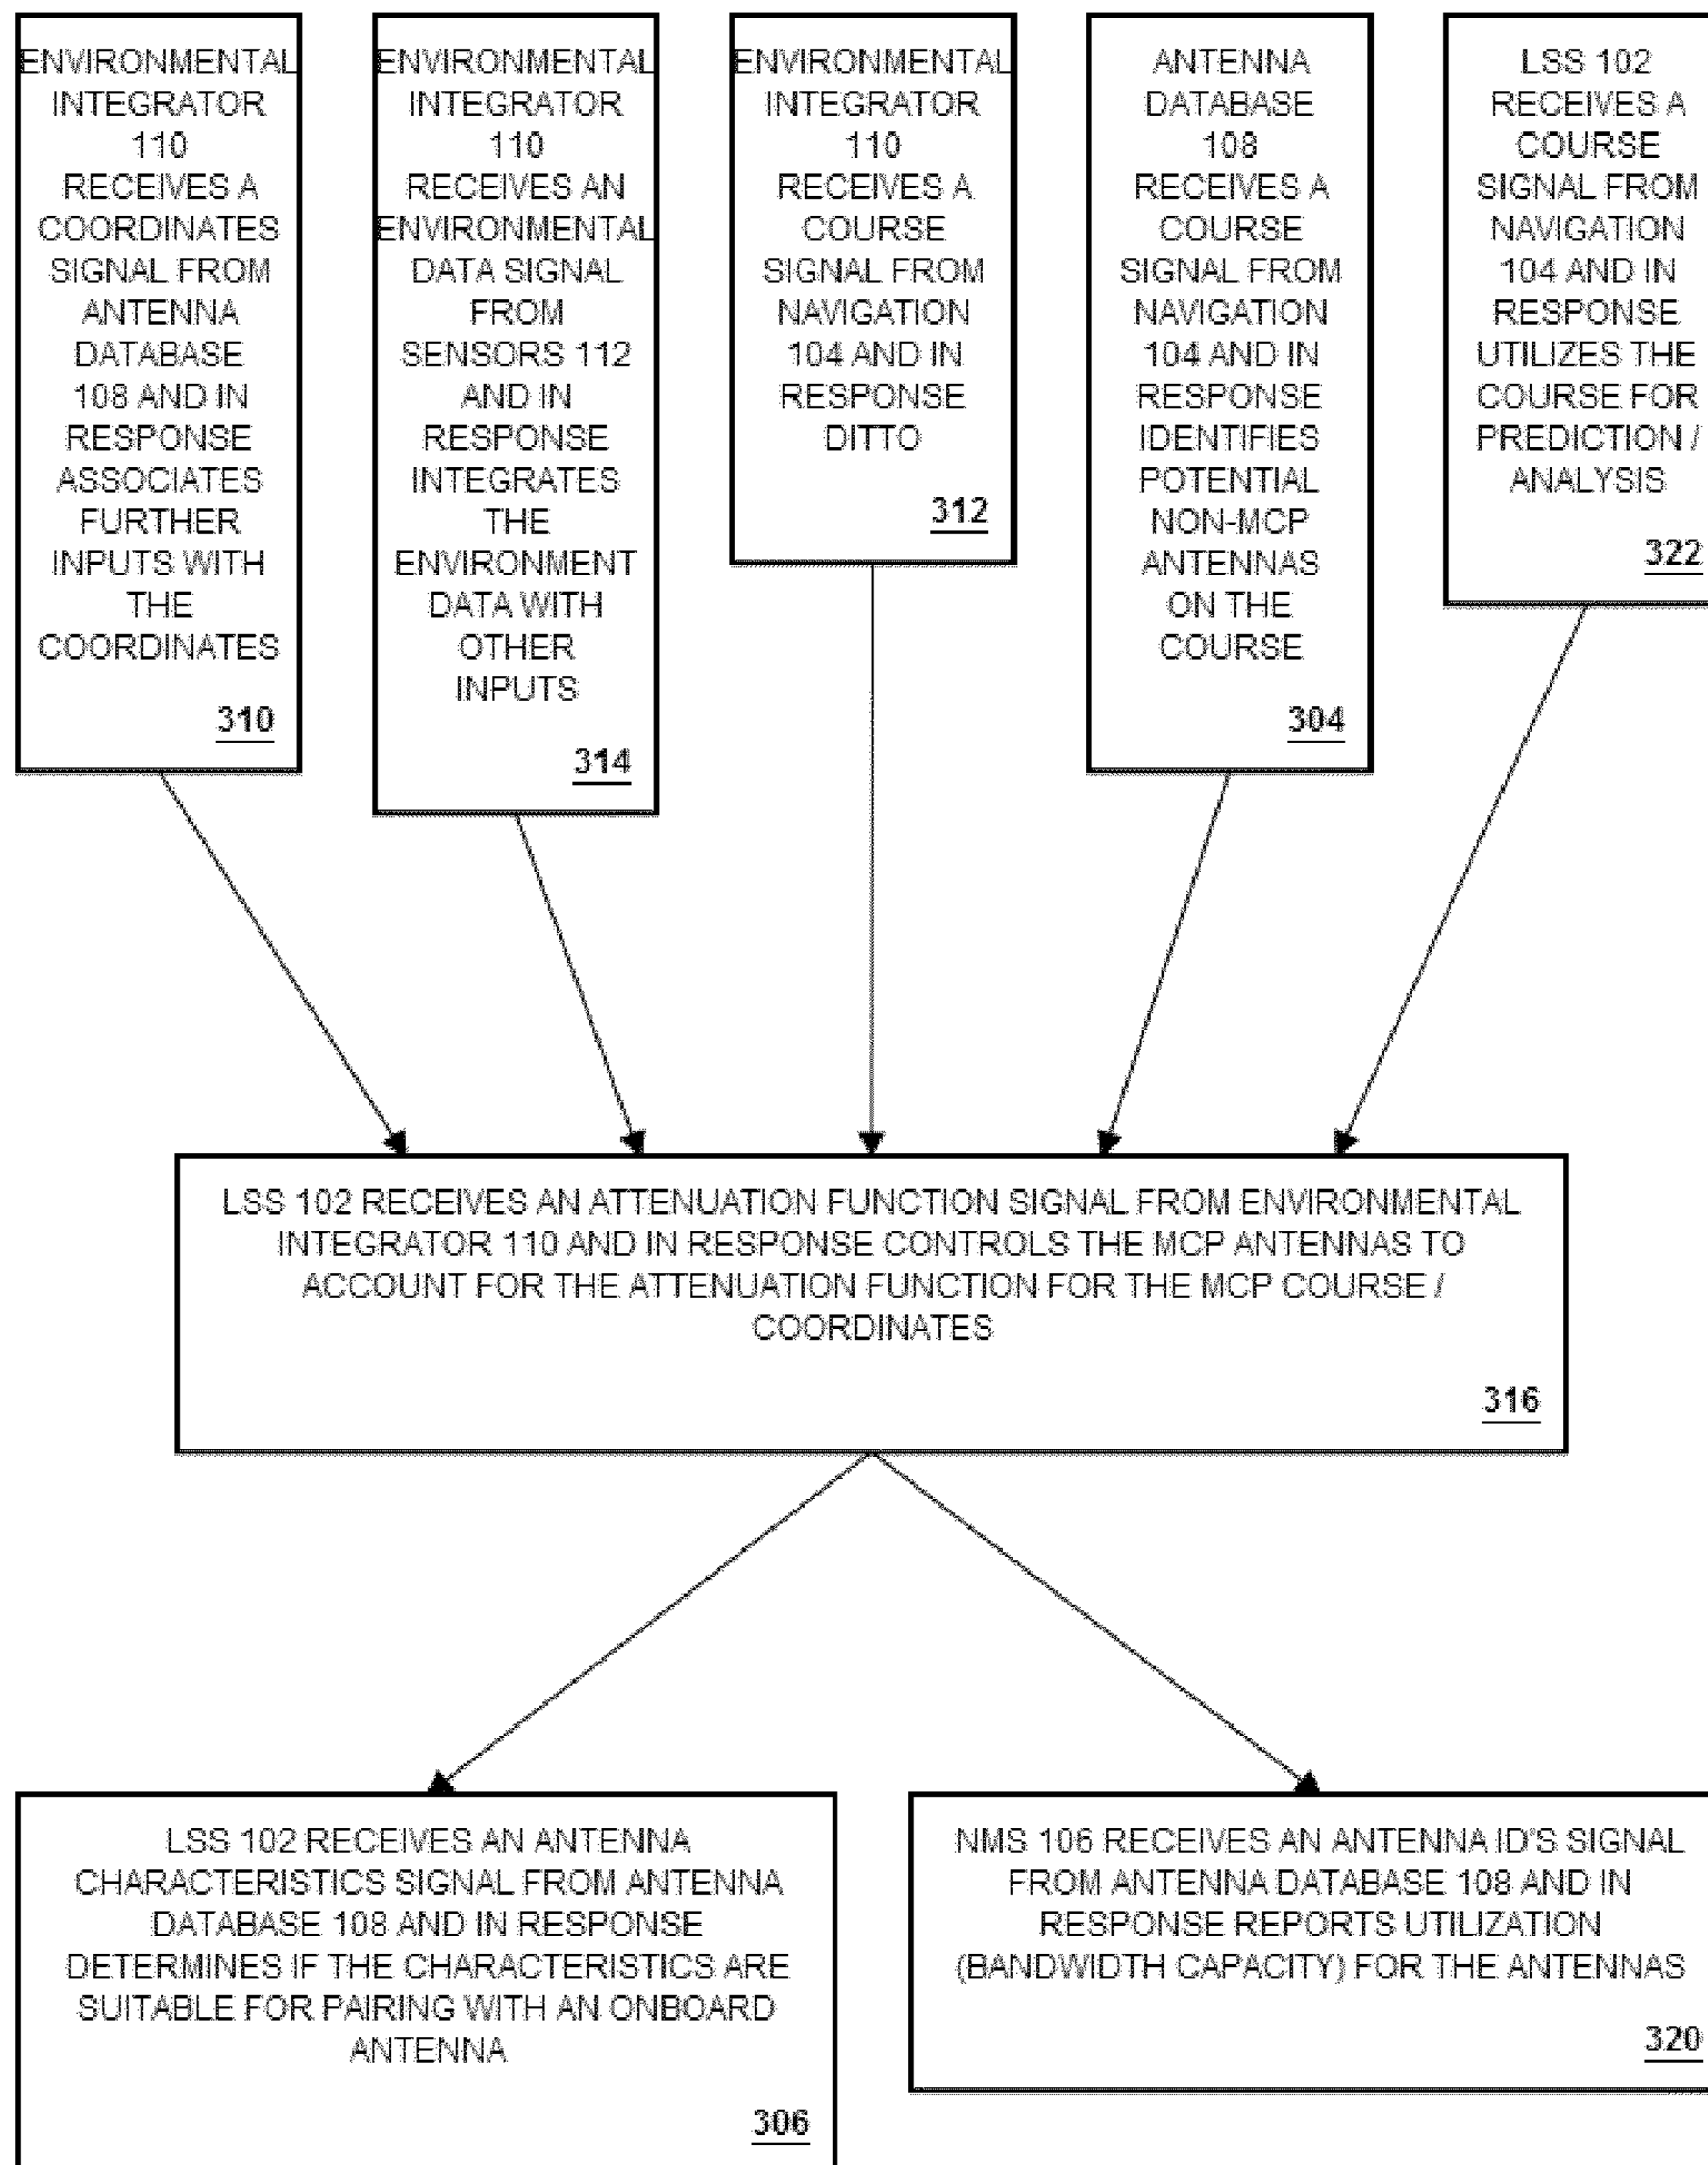 ENVIRONMENTAL
INTEGRATOR
110
RECEIVES A
COORDINATES
SIGNAL FROM
ANTENNA
DATABASE
108 AND IN
RESPONSE
ASSOCIATES
FURTHER
INPUTS WITH
THE
COORDINATES
310
ENVIRONMENTAL
INTEGRATOR
110
RECEIVES AN
ENVIRONMENTAL
DATA SIGNAL
FROM
SENSORS 112
AND IN
RESPONSE
INTEGRATES
THE
ENVIRONMENT
DATA WITH
OTHER
INPUTS
314
ENVIRONMENTAL
INTEGRATOR
110
RECEIVES A
COURSE
SIGNAL FROM
NAVIGATION
104 AND IN
RESPONSE
DITTO
312
ANTENNA
DATABASE
108
RECEIVES A
COURSE
SIGNAL FROM
NAVIGATION
104 AND IN
RESPONSE
IDENTIFIES
POTENTIAL
NON-MCP
ANTENNAS
ON THE
COURSE
304
LSS 102
RECEIVES A
COURSE
SIGNAL FROM
NAVIGATION
104 AND IN
RESPONSE
UTILIZES THE
COURSE FOR
PREDICTION /
ANALYSIS
322
LSS 102 RECEIVES AN ATTENUATION FUNCTION SIGNAL FROM ENVIRONMENTAL
INTEGRATOR 110 AND IN RESPONSE CONTROLS THE MCP ANTENNAS TO
ACCOUNT FOR THE ATTENUATION FUNCTION FOR THE MCP COURSE /
COORDINATES
316
LSS 102 RECEIVES AN ANTENNA
CHARACTERISTICS SIGNAL FROM ANTENNA
DATABASE 108 AND IN RESPONSE
DETERMINES IF THE CHARACTERISTICS ARE
SUITABLE FOR PAIRING WITH AN ONBOARD
ANTENNA
306
NMS 106 RECEIVES AN ANTENNA ID'S SIGNAL
FROM ANTENNA DATABASE 108 AND IN
RESPONSE REPORTS UTILIZATION
(BANDWIDTH CAPACITY) FOR THE ANTENNAS
320